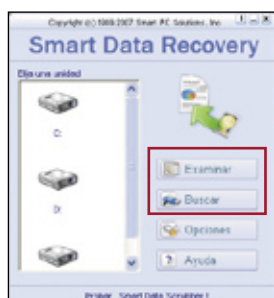 Copyright (c) 1999-2007 Smart PC Solutions, Inc.
Smart Data Recovery
Elija una unidad
C:
D:
Examinar
Buscar
Opciones
Ayuda
Probar Smart Data Scrubber !